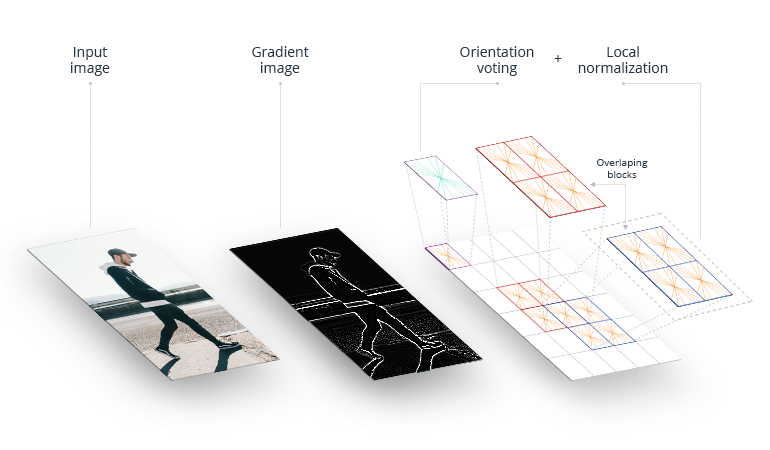 Input
image
Gradient
image
Orientation
voting
+
Local
normalization
Overlaping
blocks